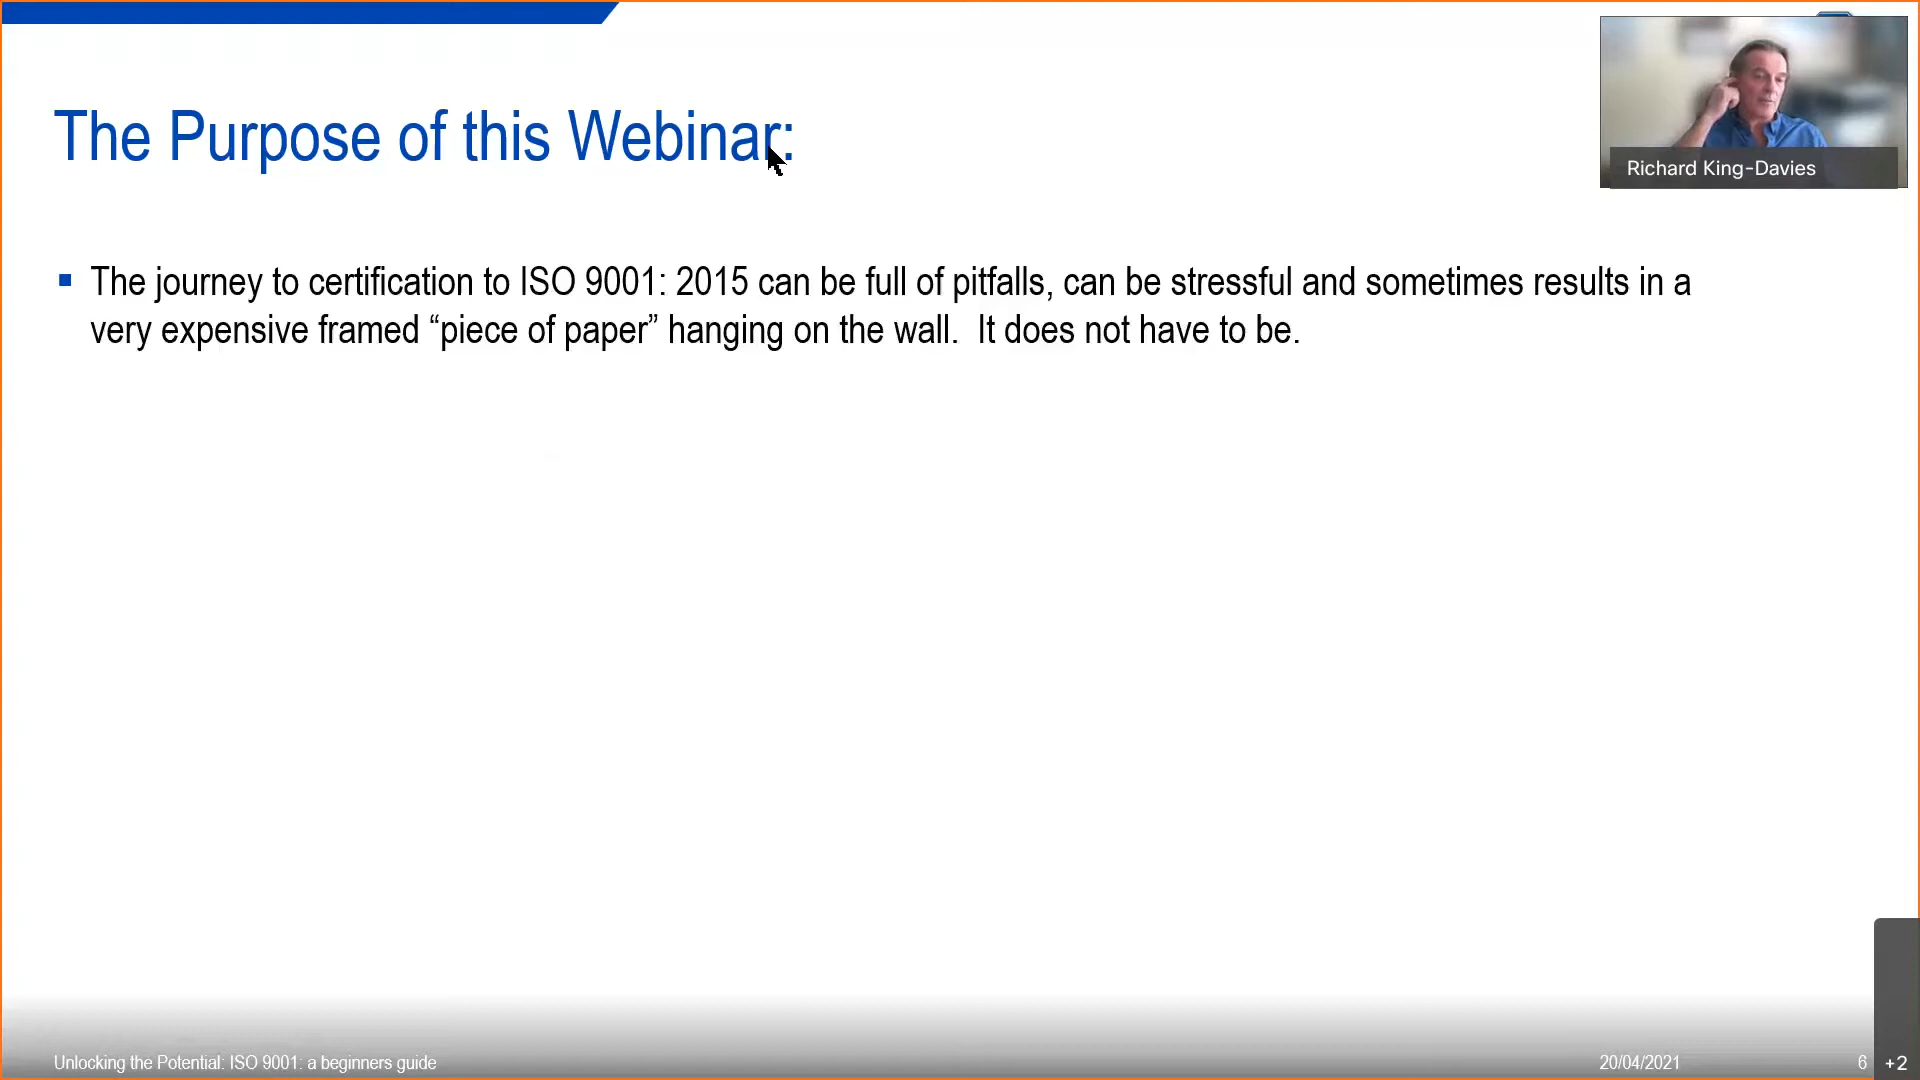 The Purpose of this Webinar:
Richard King-Davies
▪ The journey to certification to ISO 9001: 2015 can be full of pitfalls, can be stressful and sometimes results in a
very expensive framed “piece of paper” hanging on the wall.  It does not have to be.
Unlocking the Potential: ISO 9001: a beginners guide
20/04/2021
6
+2